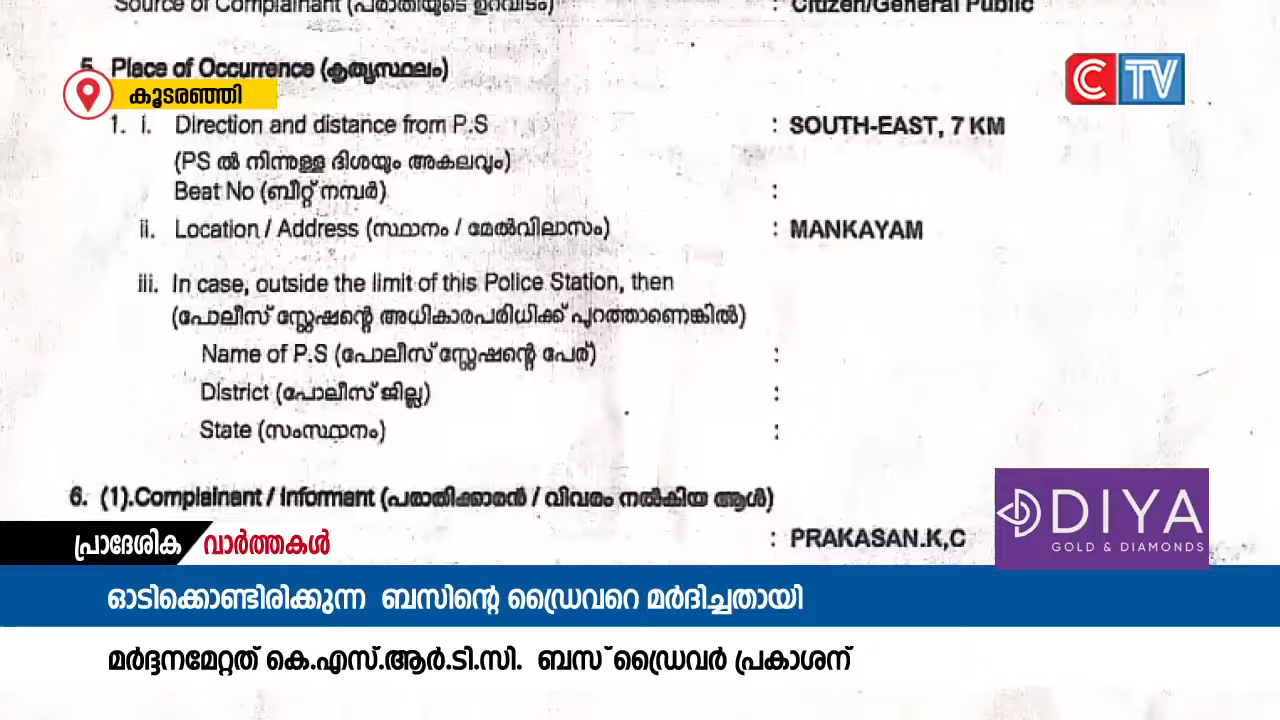 Source of Complainant (പരാതിയുടെ ഉറവിടം) : Citizen/General Public
5. Place of Occurrence (കൃത്യസ്ഥലം)
C TV
കൂടരഞ്ഞി
1. i. Direction and distance from P.S : SOUTH-EAST, 7 KM
(PS ൽ നിന്നുള്ള ദിശയും അകലവും)
Beat No (ബീറ്റ് നമ്പർ) :
ii. Location / Address (സ്ഥാനം / മേൽവിലാസം) : MANKAYAM
iii. In case, outside the limit of this Police Station, then
(പോലീസ് സ്റ്റേഷന്റെ അധികാരപരിധിക്ക് പുറത്താണെങ്കിൽ)
Name of P.S (പോലീസ് സ്റ്റേഷന്റെ പേര്) :
District (പോലീസ് ജില്ല) :
State (സംസ്ഥാനം) :
6. (1).Complainant / Informant (പരാതിക്കാരൻ / വിവരം നൽകിയ ആൾ)
: PRAKASAN.K,C
DIYA
GOLD & DIAMONDS
പ്രാദേശിക വാർത്തകൾ
ഓടിക്കൊണ്ടിരിക്കുന്ന ബസിന്റെ ഡ്രൈവറെ മർദിച്ചതായി
മർദ്ദനമേറ്റത് കെ.എസ്.ആർ.ടി.സി. ബസ് ഡ്രൈവർ പ്രകാശന്